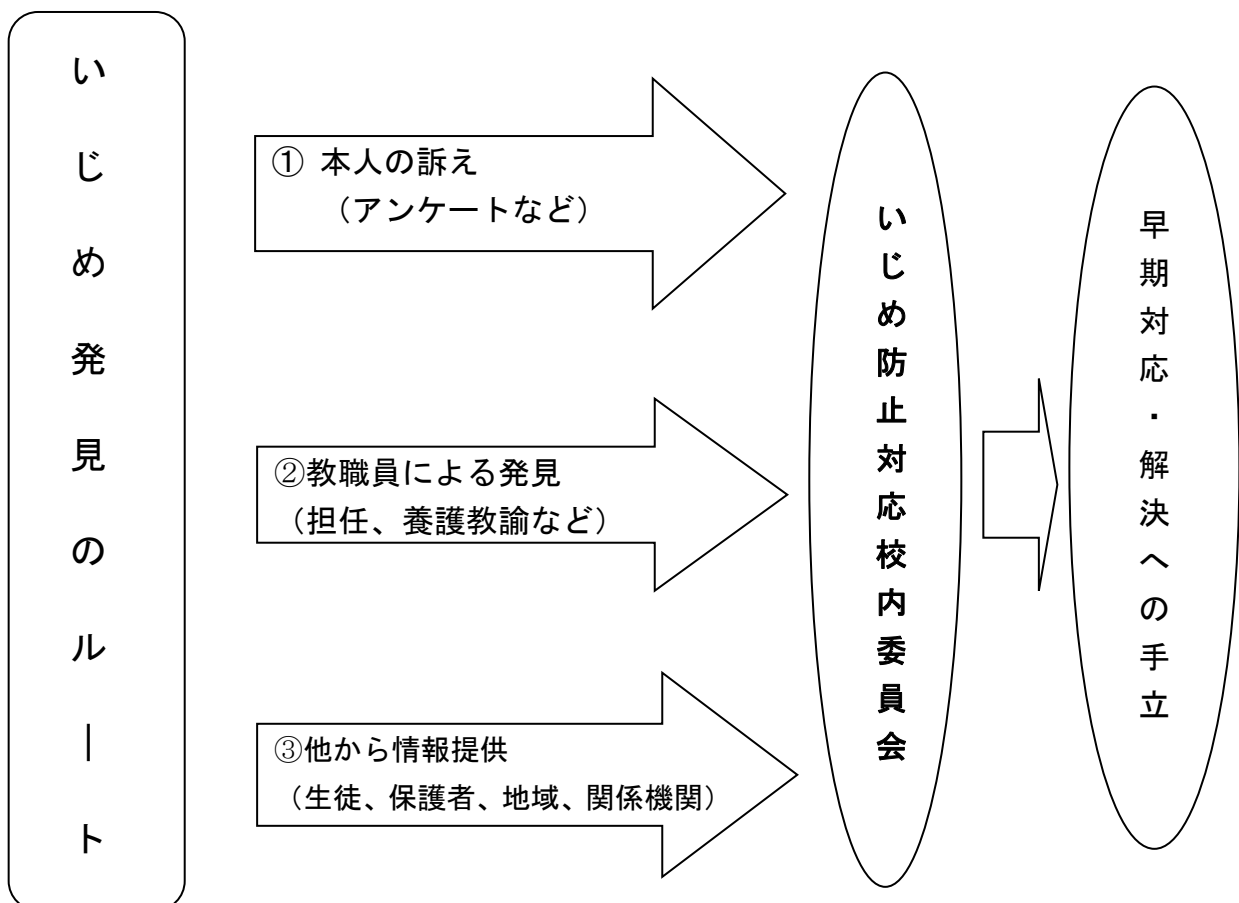 いじめ発見のルート
① 本人の訴え
（アンケートなど）
②教職員による発見
（担任、養護教諭など）
③他から情報提供
（生徒、保護者、地域、関係機関）
いじめ防止対応校内委員会
早期対応・解決への手立